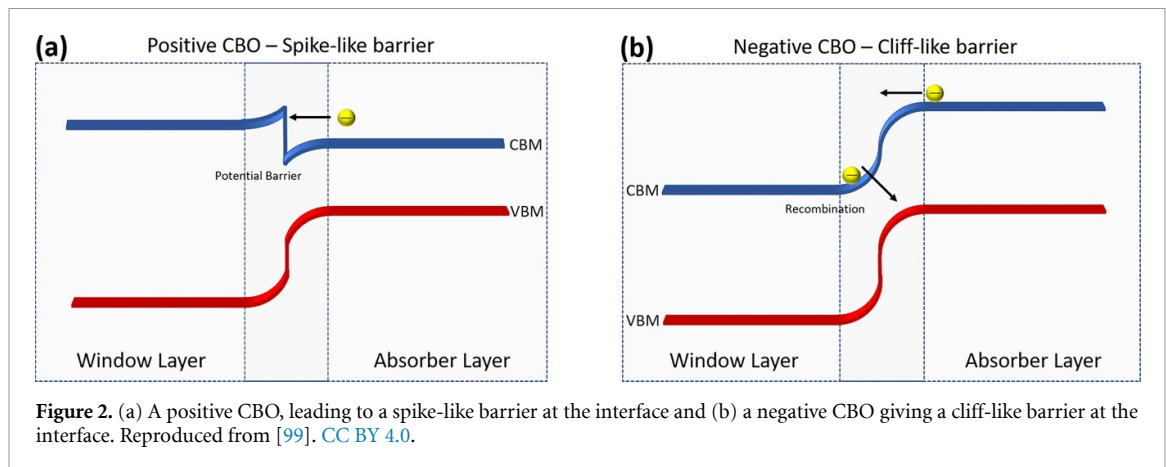 (a)
Positive CBO – Spike-like barrier
CBM
Potential Barrier
VBM
Window Layer
Absorber Layer
(b)
Negative CBO – Cliff-like barrier
CBM
Recombination
VBM
Window Layer
Absorber Layer
Figure 2. (a) A positive CBO, leading to a spike-like barrier at the interface and (b) a negative CBO giving a cliff-like barrier at the
interface. Reproduced from [99]. CC BY 4.0.